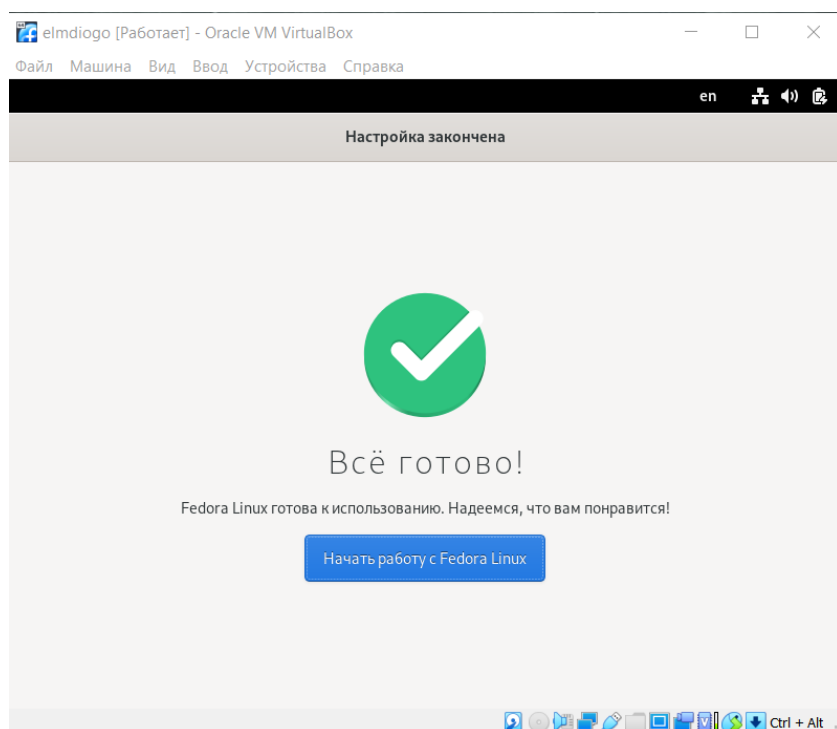 elmdiogo [Работает] - Oracle VM VirtualBox
Файл Машина Вид Ввод Устройства Справка
en
Настройка закончена
Всё готово!
Fedora Linux готова к использованию. Надеемся, что вам понравится!
Начать работу с Fedora Linux
Ctrl + Alt